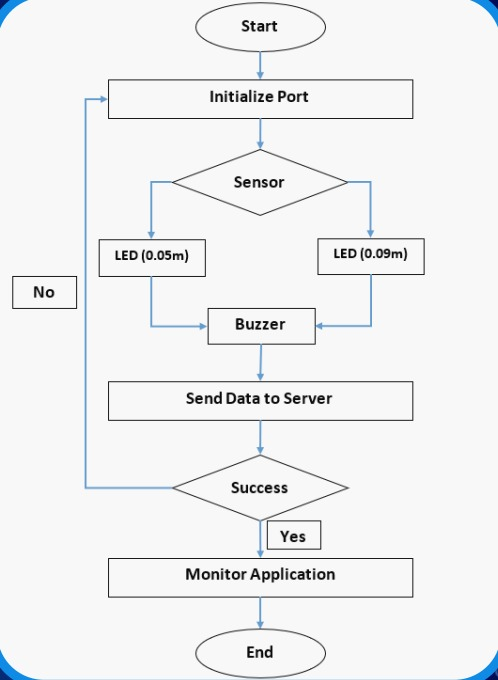 Start
Initialize Port
Sensor
LED (0.05m)
LED (0.09m)
No
Buzzer
Send Data to Server
Success
Yes
Monitor Application
End